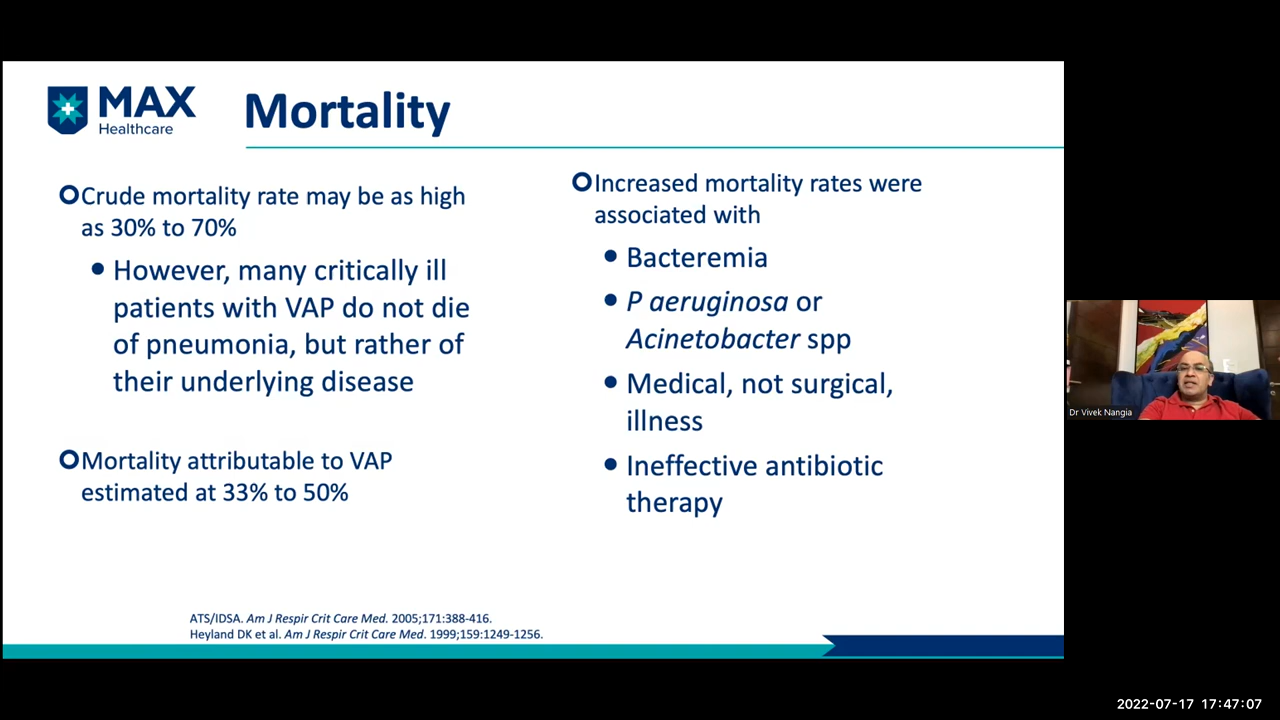 MAX
Healthcare
Mortality
Crude mortality rate may be as high
as 30% to 70%
However, many critically ill
patients with VAP do not die
of pneumonia, but rather of
their underlying disease
Mortality attributable to VAP
estimated at 33% to 50%
Increased mortality rates were
associated with
Bacteremia
P aeruginosa or
Acinetobacter spp
Medical, not surgical,
illness
Ineffective antibiotic
therapy
ATS/IDSA. Am J Respir Crit Care Med. 2005;171:388-416.
Heyland DK et al. Am J Respir Crit Care Med. 1999;159:1249-1256.
Dr Vivek Nangia
2022-07-17 17:47:07